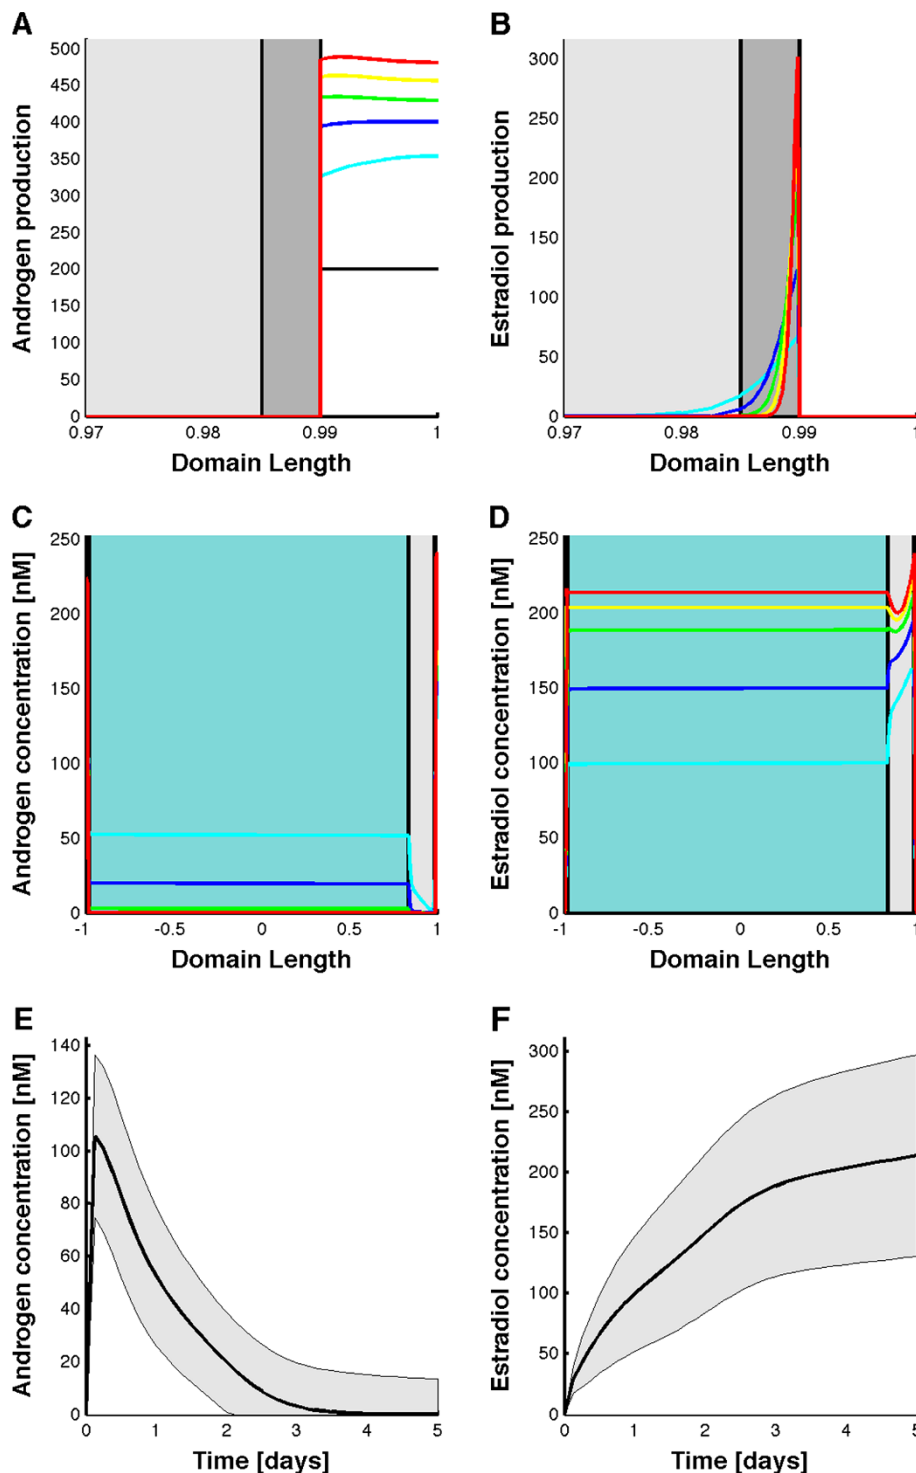 A
Androgen production
500
450
400
350
300
250
200
150
100
50
0
0.97 0.98 0.99 1
Domain Length
B
Estradiol production
300
250
200
150
100
50
0
0.97 0.98 0.99 1
Domain Length
C
Androgen concentration [nM]
250
200
150
100
50
0
-1 -0.5 0 0.5 1
Domain Length
D
Estradiol concentration [nM]
250
200
150
100
50
0
-1 -0.5 0 0.5 1
Domain Length
E
Androgen concentration [nM]
140
120
100
80
60
40
20
0
0 1 2 3 4 5
Time [days]
F
Estradiol concentration [nM]
300
250
200
150
100
50
0
0 1 2 3 4 5
Time [days]